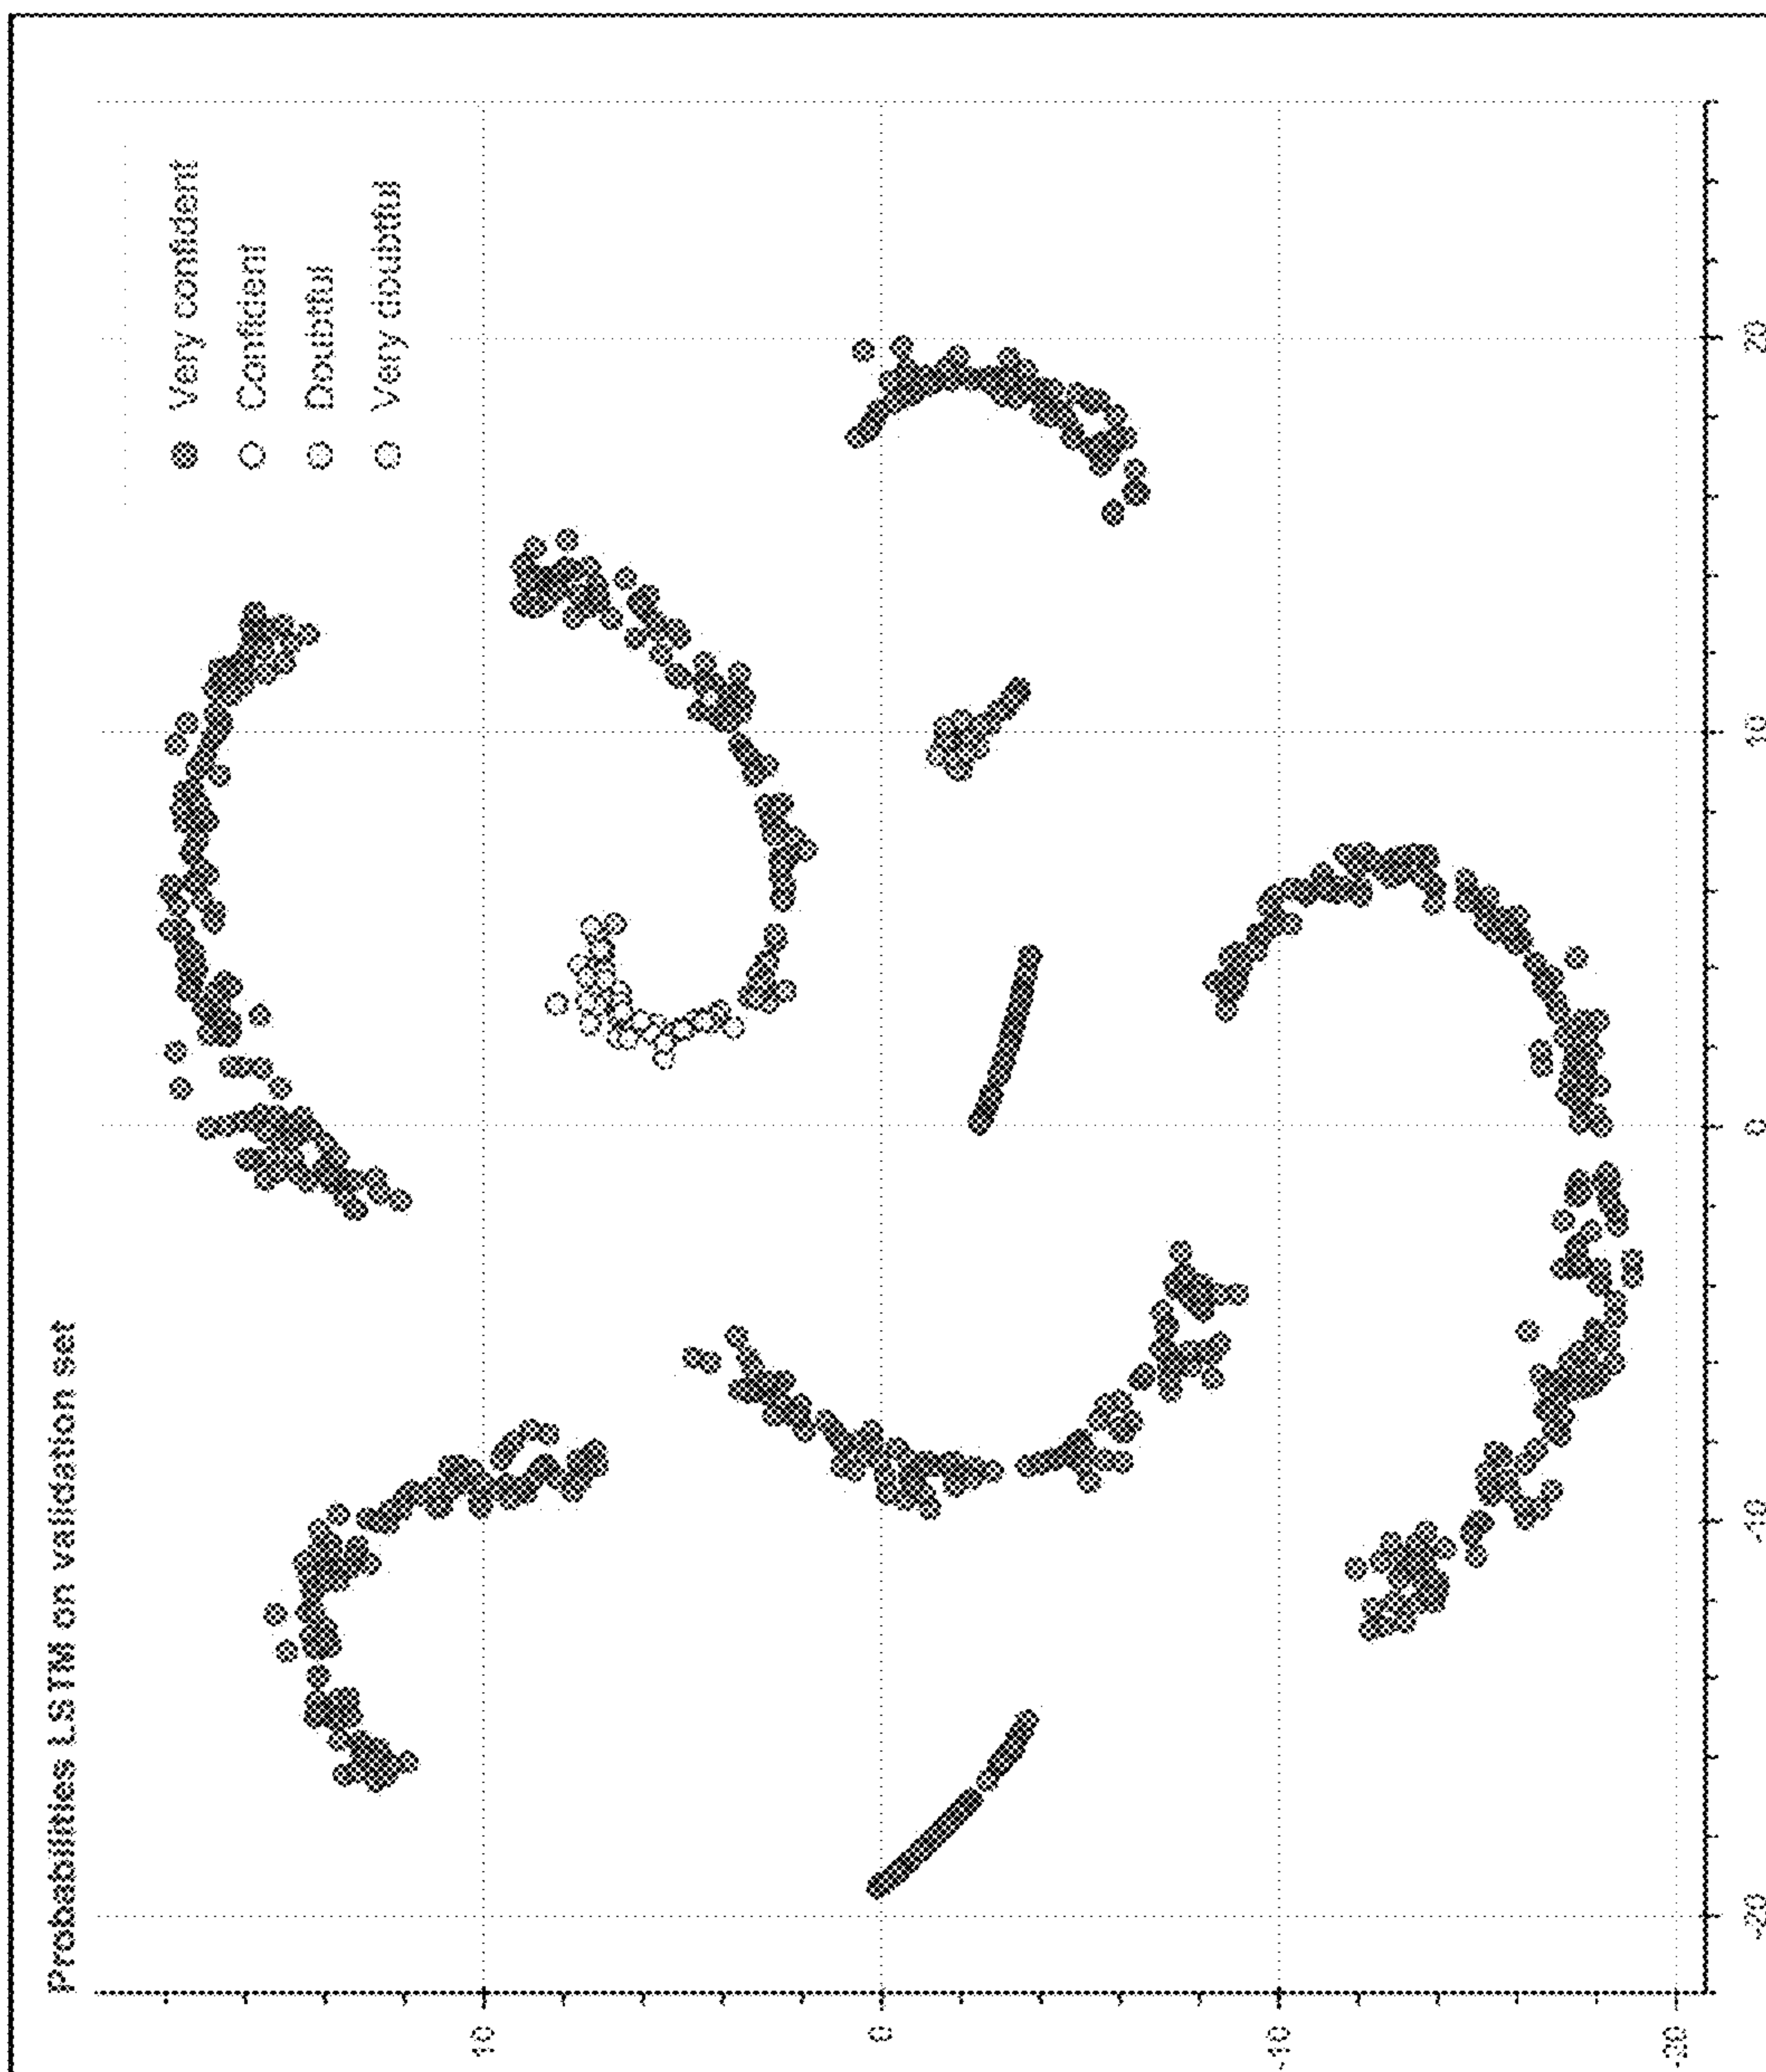 Probabilities LSTM on validation set
Very confident
Confident
Doubtful
Very doubtful
10
0
-10
-20
-20
-10
0
10
20